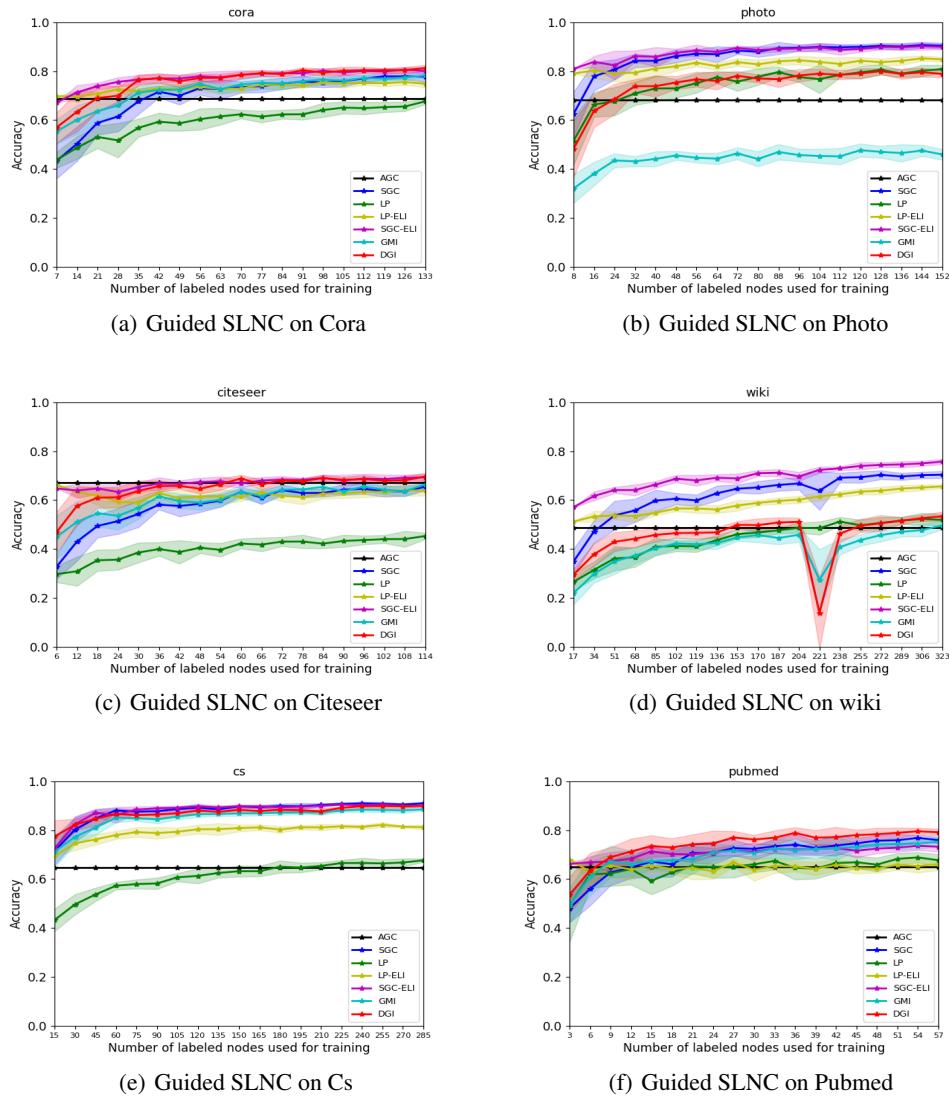 cora
1.0
0.8
0.6
0.4
0.2
0.0
Accuracy
AGC
SGC
LP
LP-ELI
SGC-ELI
GMI
DGI
7 14 21 28 35 42 49 56 63 70 77 84 91 98 105 112 119 126 133
Number of labeled nodes used for training
(a) Guided SLNC on Cora
photo
1.0
0.8
0.6
0.4
0.2
0.0
Accuracy
AGC
SGC
LP
LP-ELI
SGC-ELI
GMI
DGI
8 16 24 32 40 48 56 64 72 80 88 96 104 112 120 128 136 144 152
Number of labeled nodes used for training
(b) Guided SLNC on Photo
citeseer
1.0
0.8
0.6
0.4
0.2
0.0
Accuracy
AGC
SGC
LP
LP-ELI
SGC-ELI
GMI
DGI
6 12 18 24 30 36 42 48 54 60 66 72 78 84 90 96 102 108 114
Number of labeled nodes used for training
(c) Guided SLNC on Citeseer
wiki
1.0
0.8
0.6
0.4
0.2
0.0
Accuracy
AGC
SGC
LP
LP-ELI
SGC-ELI
GMI
DGI
17 34 51 68 85 102 119 136 153 170 187 204 221 238 255 272 289 306 323
Number of labeled nodes used for training
(d) Guided SLNC on wiki
cs
1.0
0.8
0.6
0.4
0.2
0.0
Accuracy
AGC
SGC
LP
LP-ELI
SGC-ELI
GMI
DGI
15 30 45 60 75 90 105 120 135 150 165 180 195 210 225 240 255 270 285
Number of labeled nodes used for training
(e) Guided SLNC on Cs
pubmed
1.0
0.8
0.6
0.4
0.2
0.0
Accuracy
AGC
SGC
LP
LP-ELI
SGC-ELI
GMI
DGI
3 6 9 12 15 18 21 24 27 30 33 36 39 42 45 48 51 54 57
Number of labeled nodes used for training
(f) Guided SLNC on Pubmed